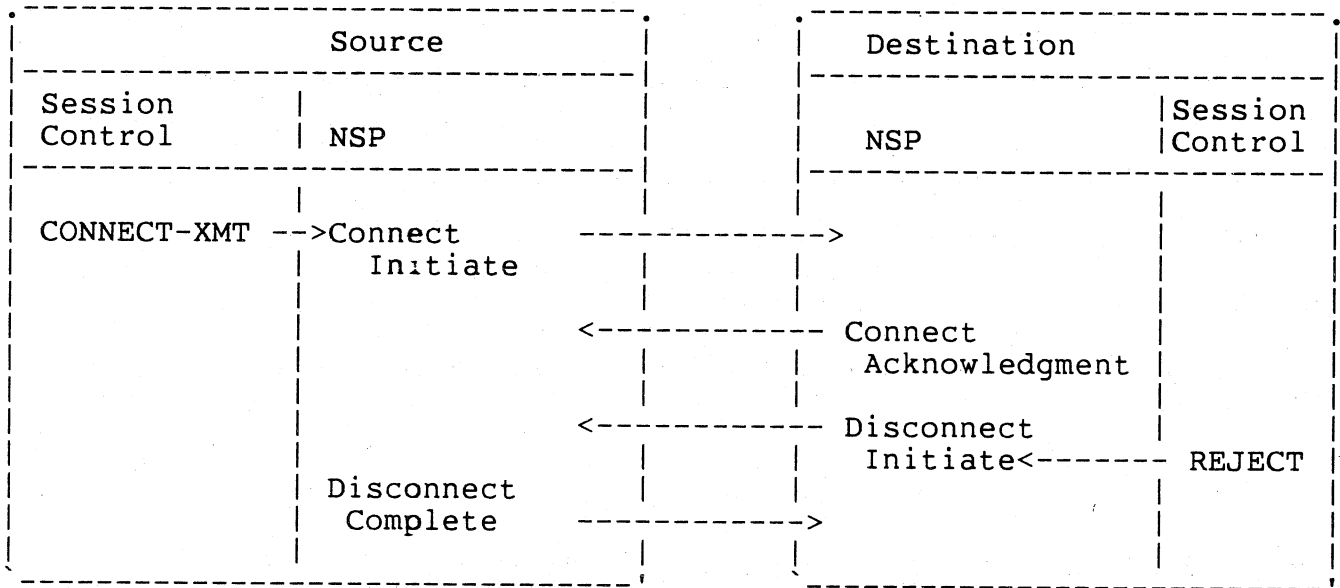 Source
Destination
Session
Control
NSP
NSP
Session
Control
CONNECT-XMT -->Connect
Initiate
------------->
<------------ Connect
Acknowledgment
<------------ Disconnect
Initiate<------- REJECT
Disconnect
Complete ------------>